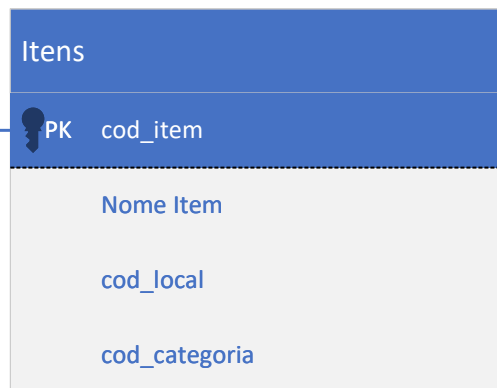 Itens
PK cod_item
Nome Item
cod_local
cod_categoria